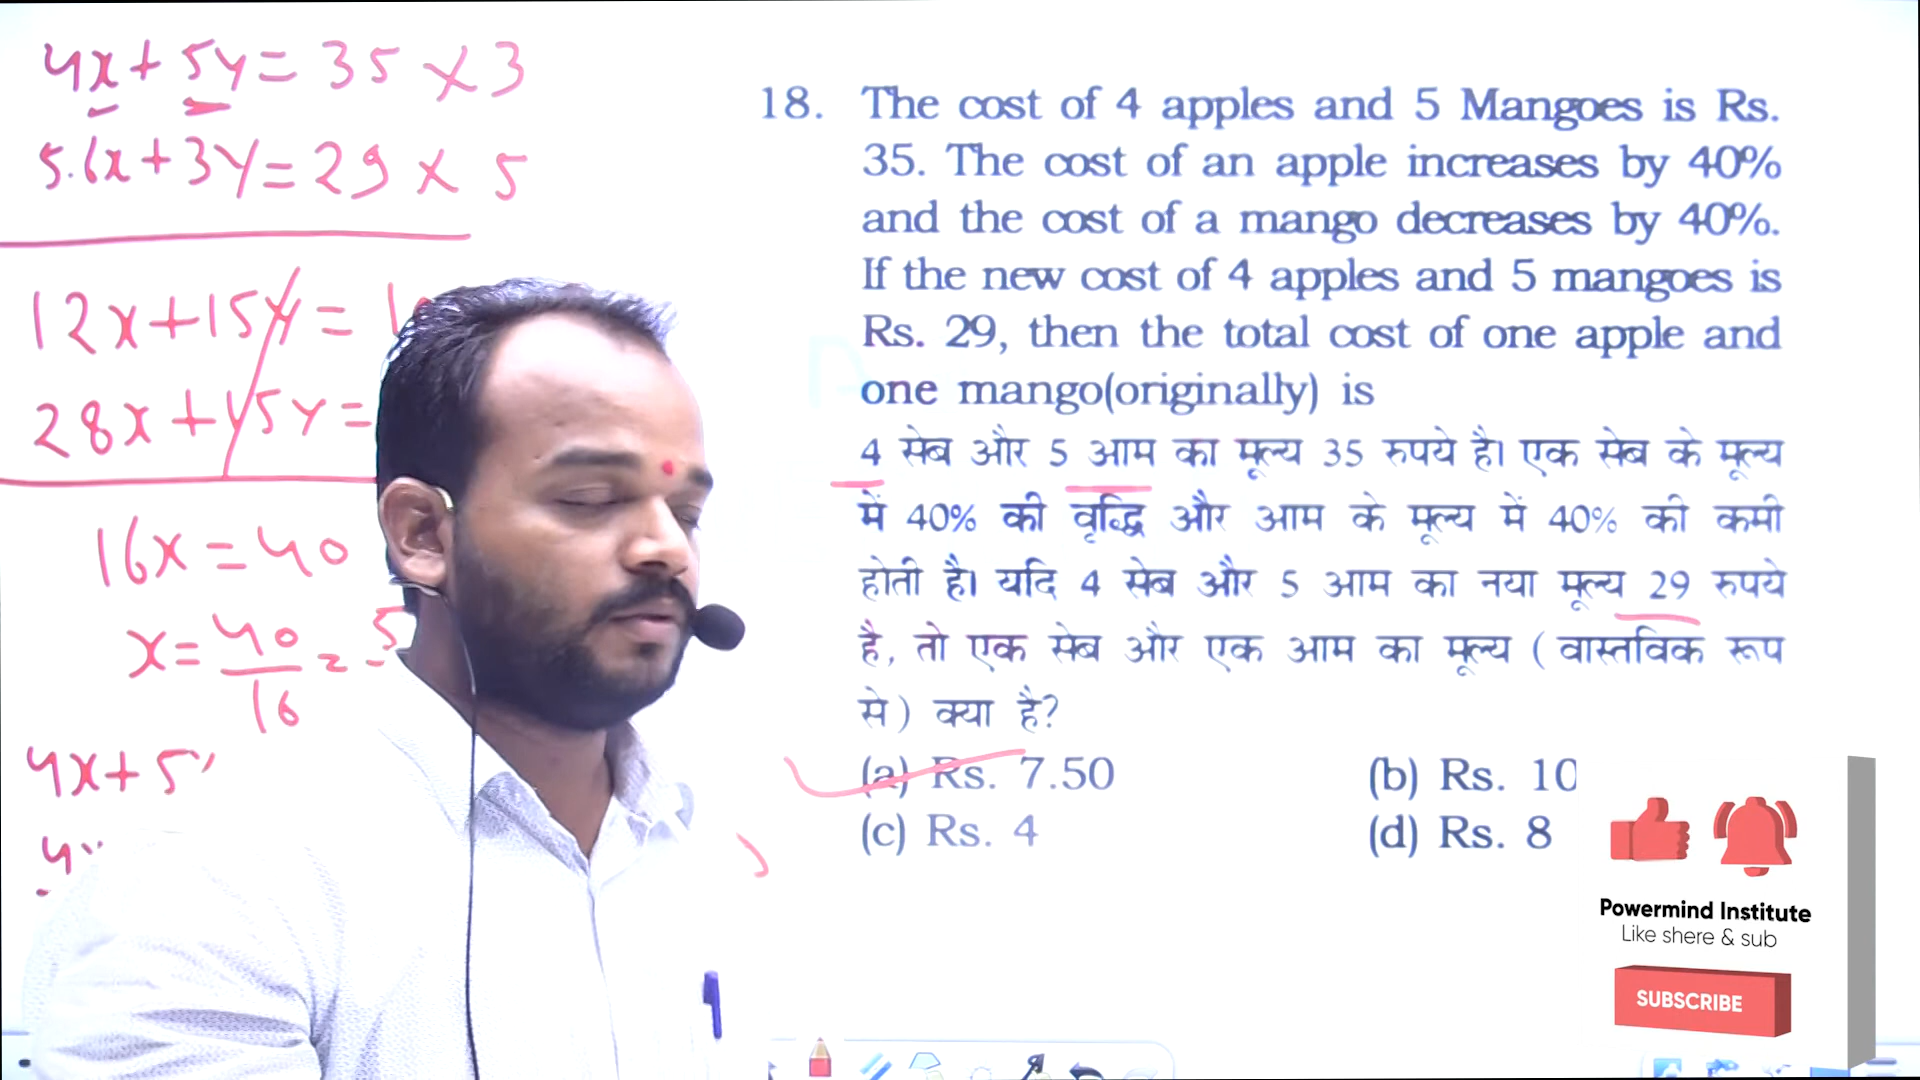 4x + 5y = 35 × 3
5.6x + 3y = 29 × 5
12x + 15y = 1
28x + 15y =
16x = 40
x = 40/16 = 5
4x + 5
4
18. The cost of 4 apples and 5 Mangoes is Rs.
35. The cost of an apple increases by 40%
and the cost of a mango decreases by 40%.
If the new cost of 4 apples and 5 mangoes is
Rs. 29, then the total cost of one apple and
one mango(originally) is
4 सेब और 5 आम का मूल्य 35 रुपये है। एक सेब के मूल्य
में 40% की वृद्धि और आम के मूल्य में 40% की कमी
होती है। यदि 4 सेब और 5 आम का नया मूल्य 29 रुपये
है, तो एक सेब और एक आम का मूल्य (वास्तविक रूप
से) क्या है?
(a) Rs. 7.50 (b) Rs. 10
(c) Rs. 4 (d) Rs. 8
Powermind Institute
Like shere & sub
SUBSCRIBE